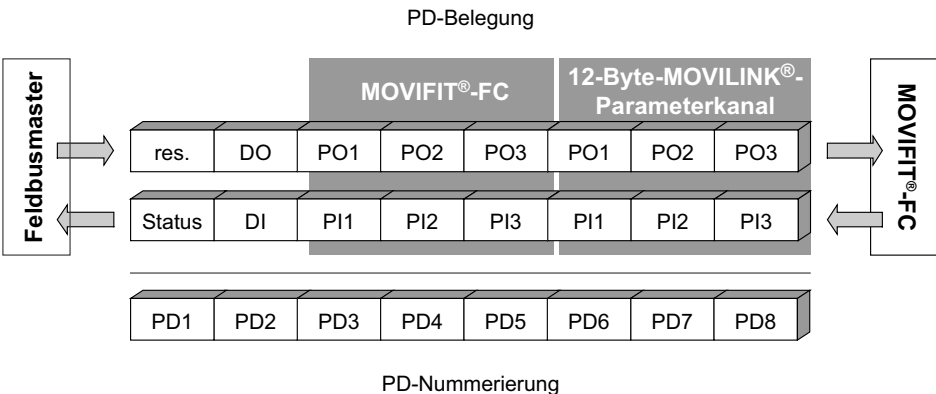 PD-Belegung
Feldbusmaster
MOVIFIT®-FC
12-Byte-MOVILINK®-
Parameterkanal
MOVIFIT®-FC
res. DO PO1 PO2 PO3 PO1 PO2 PO3
Status DI PI1 PI2 PI3 PI1 PI2 PI3
PD1 PD2 PD3 PD4 PD5 PD6 PD7 PD8
PD-Nummerierung